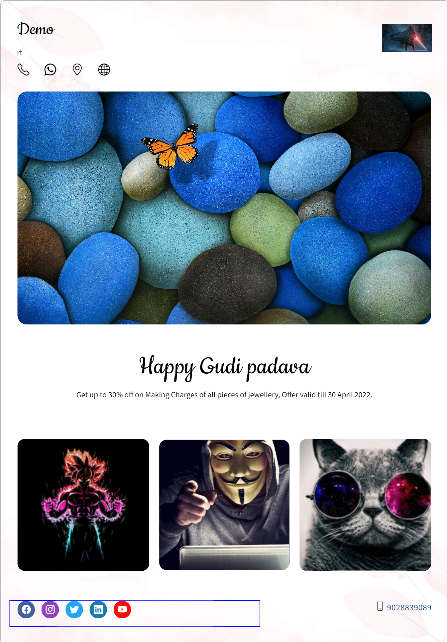 Demo
rt
Happy Gudi padava
Get up to 30% off on Making Charges of all pieces of jewellery, Offer valid till 30 April 2022.
9028839089